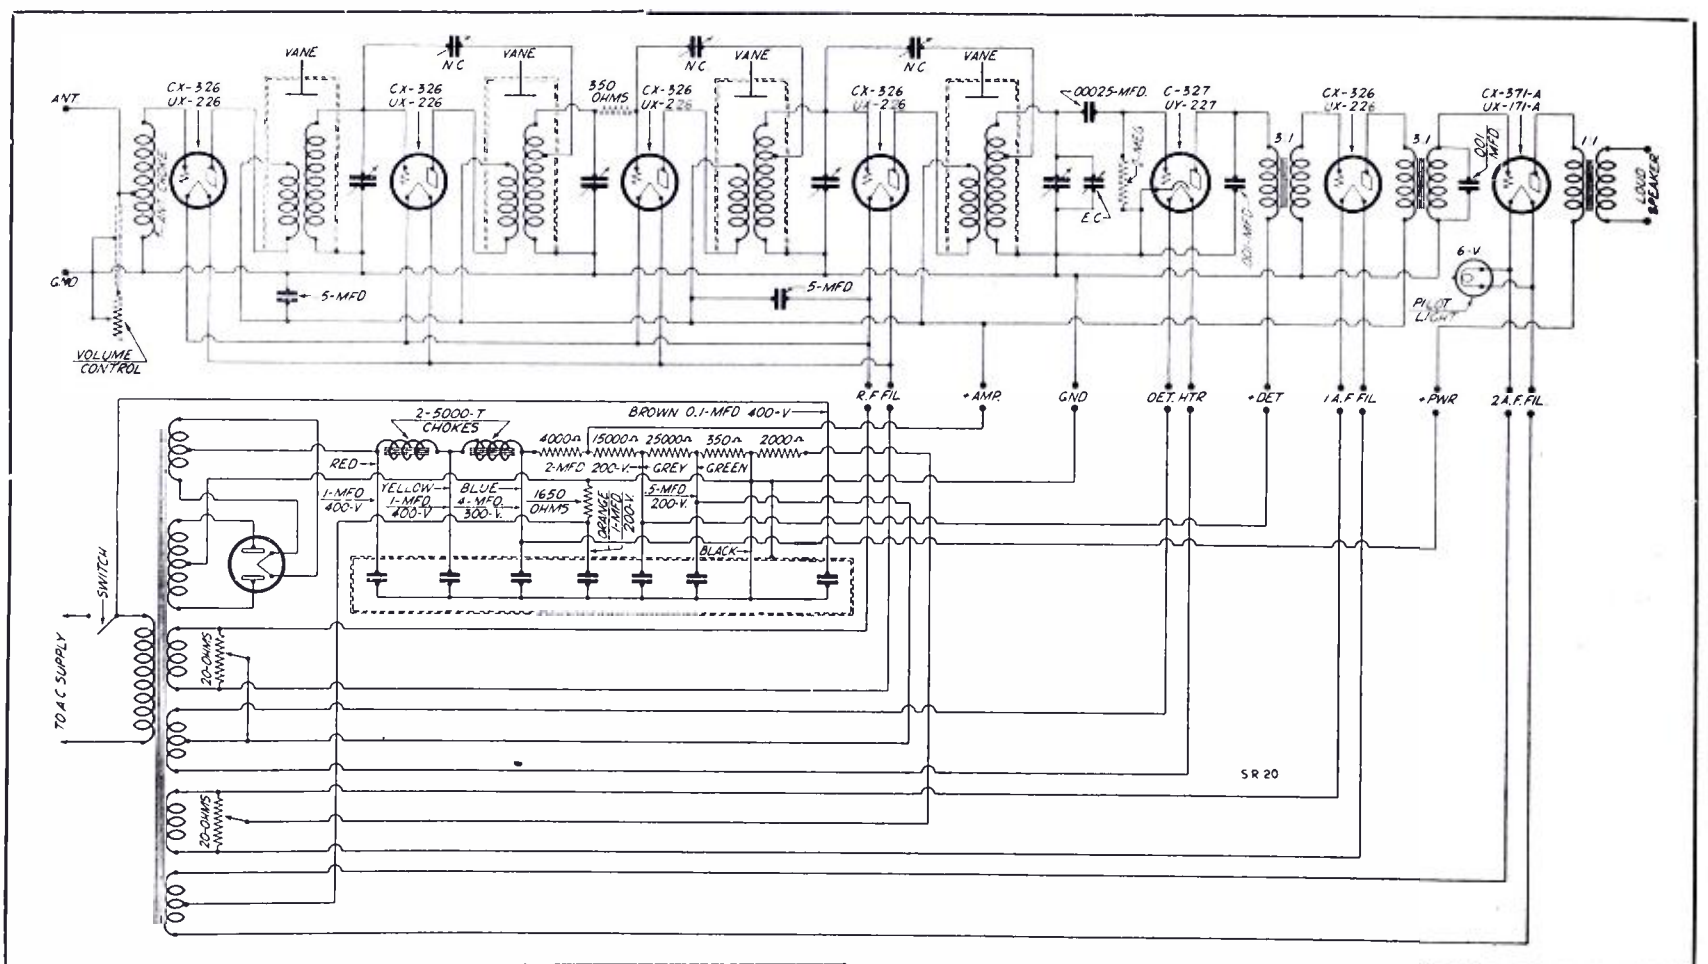 VANE
N.C
VANE
NC
VANE
NC
VANE
ANT
CX-326
UX-226
CX-326
UX-226
350
OHMS
CX-326
UX-226
CX-326
UX-226
.00025-MFD.
C-327
UY-227
CX-326
UX-226
CX-371-A
UX-171-A
3.1
3.1
1.1
.001
MFD
ANT CHOKE
2-MEG
E.C.
.001-MFD
LOUD
SPEAKER
GND
.5-MFD
.5-MFD
6-V
PILOT
LIGHT
VOLUME
CONTROL
R.F FIL
+AMP.
GND
DET. HTR
+DET
1 A.F. FIL
+PWR
2 A.F. FIL.
2-5000-T
CHOKES
BROWN 0.1-MFD 400-V
4000Ω
15000Ω
25000Ω
350Ω
2000Ω
RED
2-MFD 200-V.
GREY
GREEN
1-MFD
400-V
YELLOW
1-MFD.
400-V
BLUE
4-MFD.
300-V.
1650
OHMS
ORANGE
1-MFD
200-V.
.5-MFD
200-V.
BLACK
SWITCH
TO A C SUPPLY
20-OHMS
20-OHMS
SR20